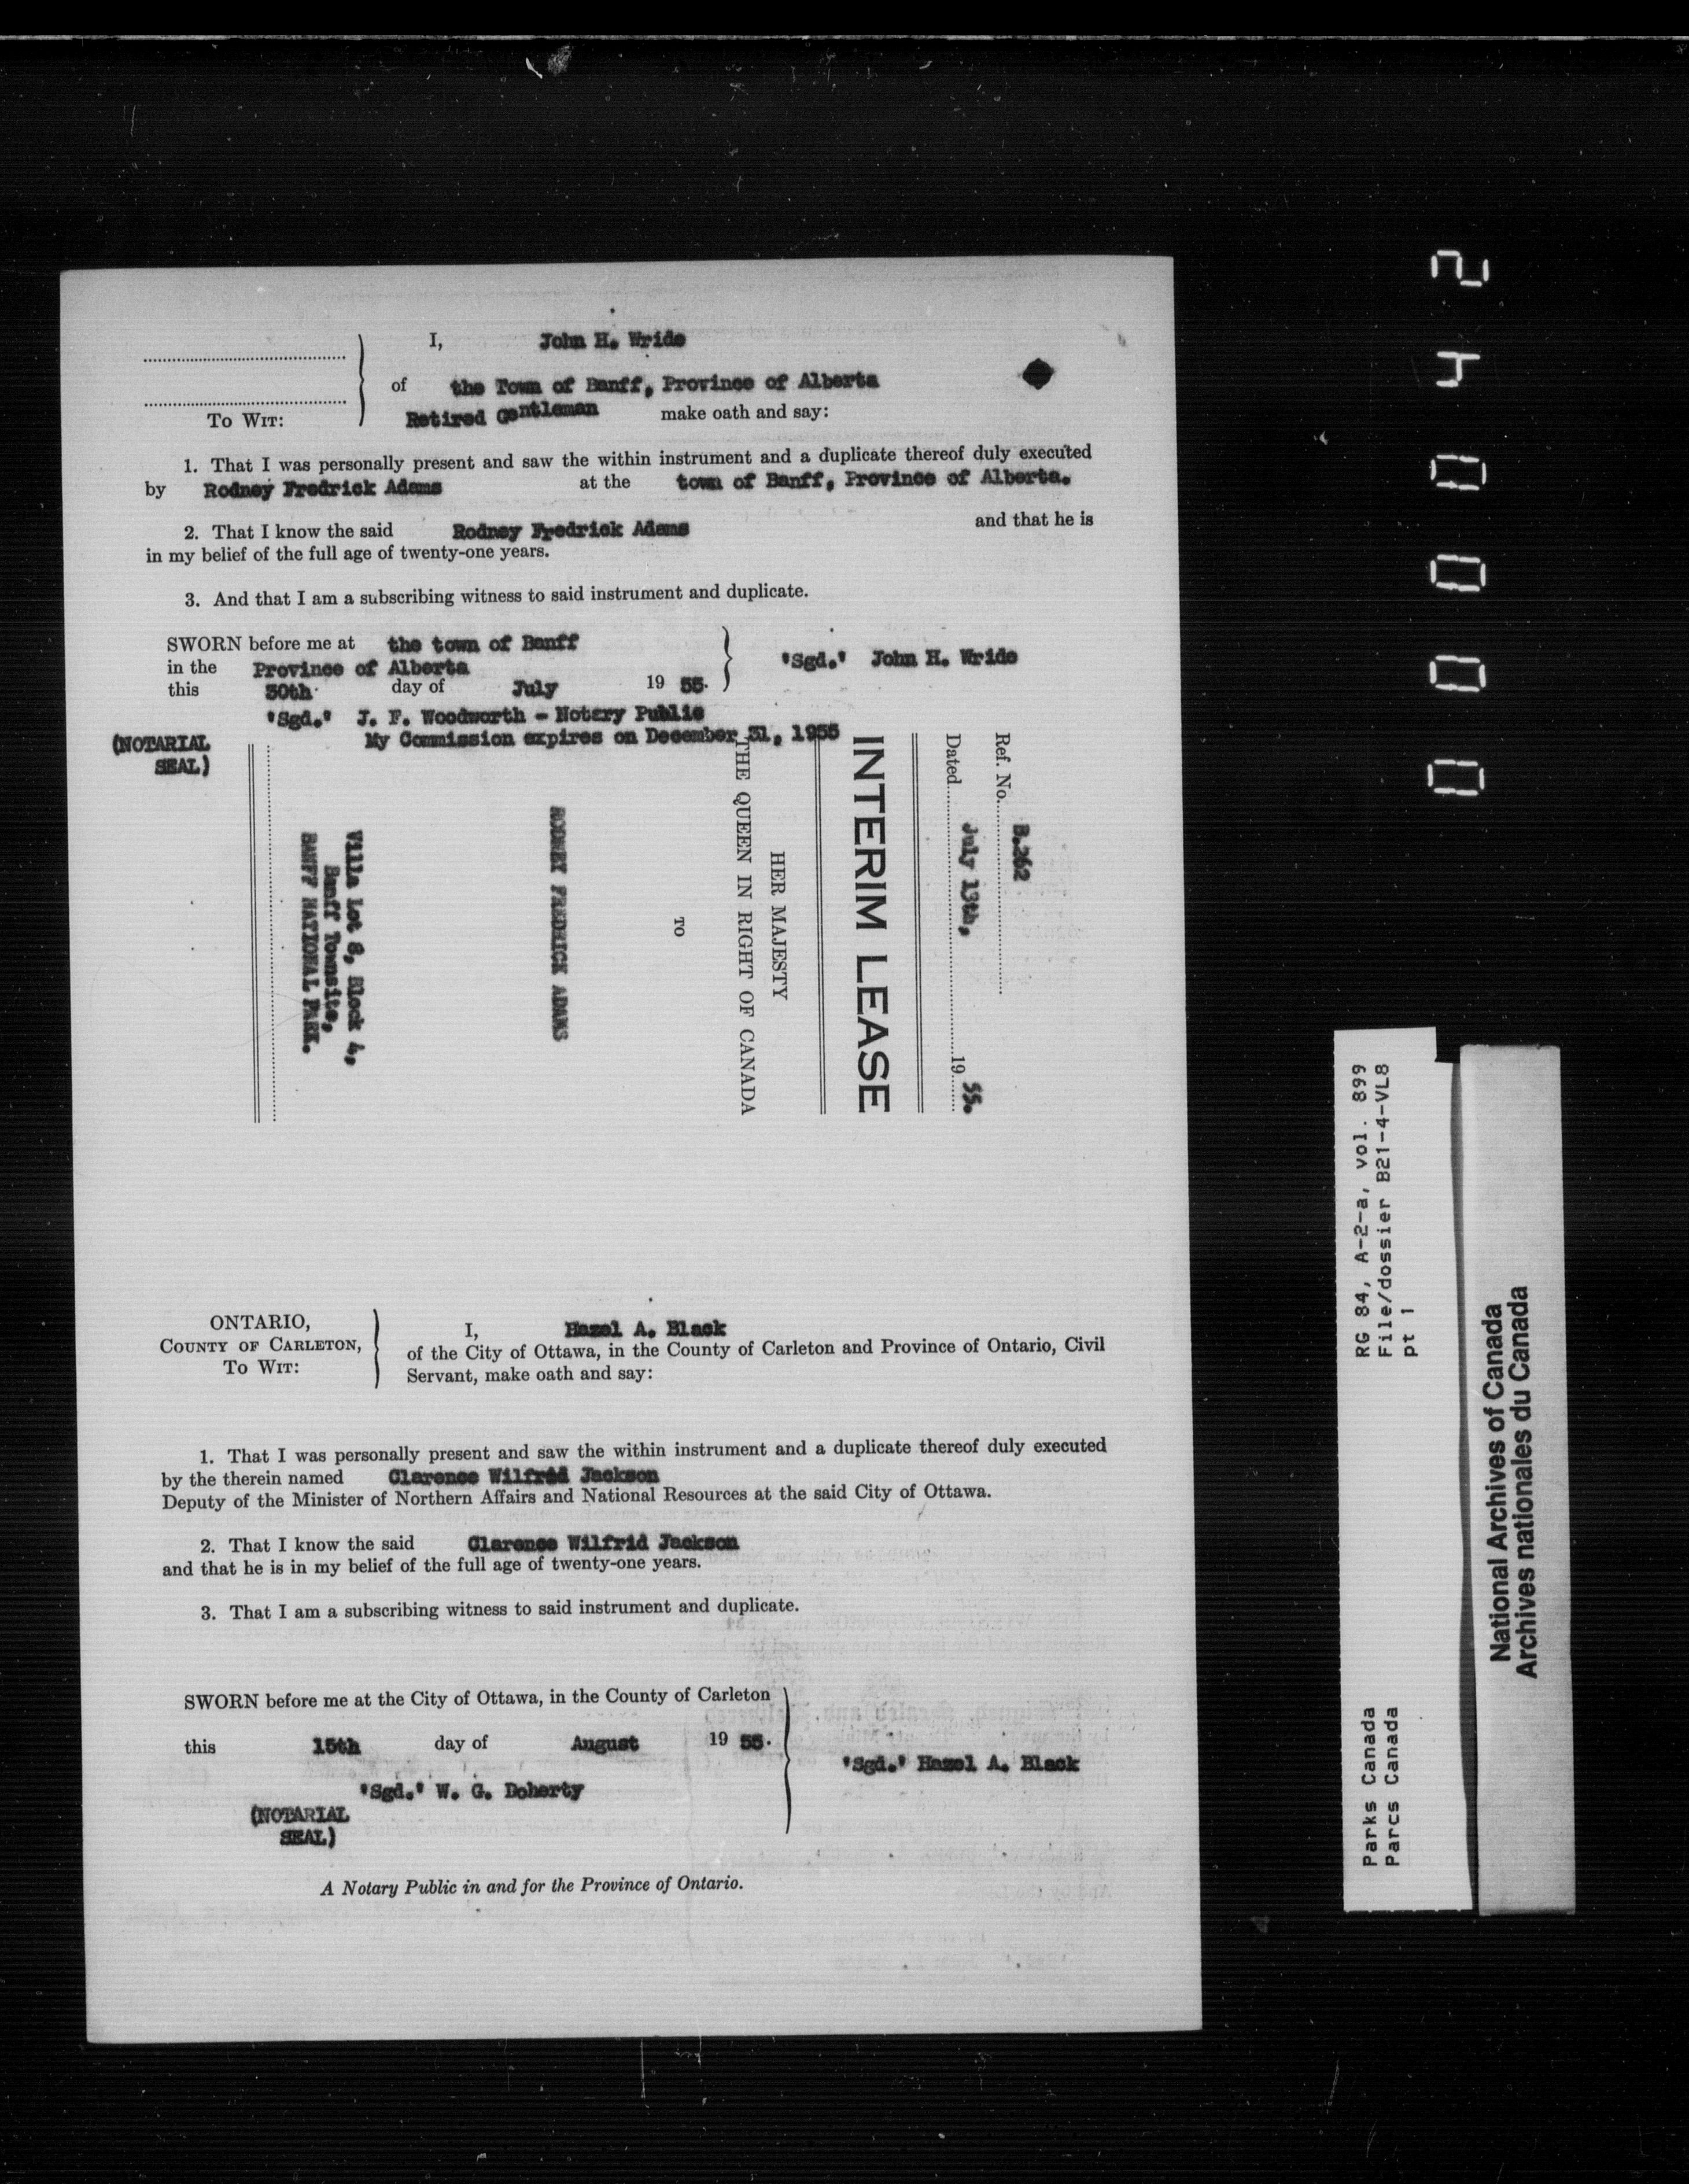 I, John H. Wride
of the Town of Banff, Province of Alberta
To Wit: Retired Gentleman make oath and say:
1. That I was personally present and saw the within instrument and a duplicate thereof duly executed
by Rodney Fredrick Adams at the town of Banff, Province of Alberta.
2. That I know the said Rodney Fredrick Adams and that he is
in my belief of the full age of twenty-one years.
3. And that I am a subscribing witness to said instrument and duplicate.
SWORN before me at the town of Banff
in the Province of Alberta
this 30th day of July 19 55.
"Sgd." John H. Wride
"Sgd." J. F. Woodworth - Notary Public
My Commission expires on December 31, 1955
(NOTARIAL
SEAL)
Ref. No. B.262
Dated July 13th, 19 55.
INTERIM LEASE
HER MAJESTY
THE QUEEN IN RIGHT OF CANADA
TO
RODNEY FREDRICK ADAMS
Villa Lot 8, Block 4,
Banff Townsite,
BANFF NATIONAL PARK.
ONTARIO,
County of Carleton,
To Wit:
I, Hazel A. Black
of the City of Ottawa, in the County of Carleton and Province of Ontario, Civil
Servant, make oath and say:
1. That I was personally present and saw the within instrument and a duplicate thereof duly executed
by the therein named Clarence Wilfrid Jackson
Deputy of the Minister of Northern Affairs and National Resources at the said City of Ottawa.
2. That I know the said Clarence Wilfrid Jackson
and that he is in my belief of the full age of twenty-one years.
3. That I am a subscribing witness to said instrument and duplicate.
SWORN before me at the City of Ottawa, in the County of Carleton
this 15th day of August 19 55.
"Sgd." Hazel A. Black
"Sgd." W. G. Doherty
(NOTARIAL
SEAL)
A Notary Public in and for the Province of Ontario.
000042
RG 84, A-2-a, vol. 899
File/dossier B21-4-VL8
pt 1
Parks Canada
Parcs Canada
National Archives of Canada
Archives nationales du Canada